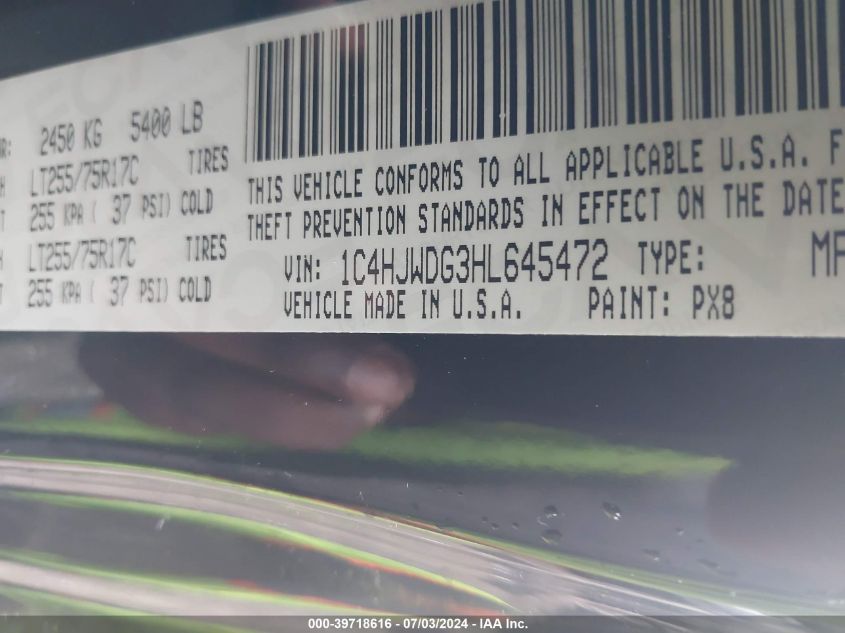 2450 KG 5400 LB
LT255/75R17C TIRES
255 KPA ( 37 PSI) COLD
LT255/75R17C TIRES
255 KPA ( 37 PSI) COLD
THIS VEHICLE CONFORMS TO ALL APPLICABLE U.S.A. F
THEFT PREVENTION STANDARDS IN EFFECT ON THE DATE
VIN: 1C4HJWDG3HL645472 TYPE: MP
VEHICLE MADE IN U.S.A. PAINT: PX8
000-39718616 - 07/03/2024 - IAA Inc.